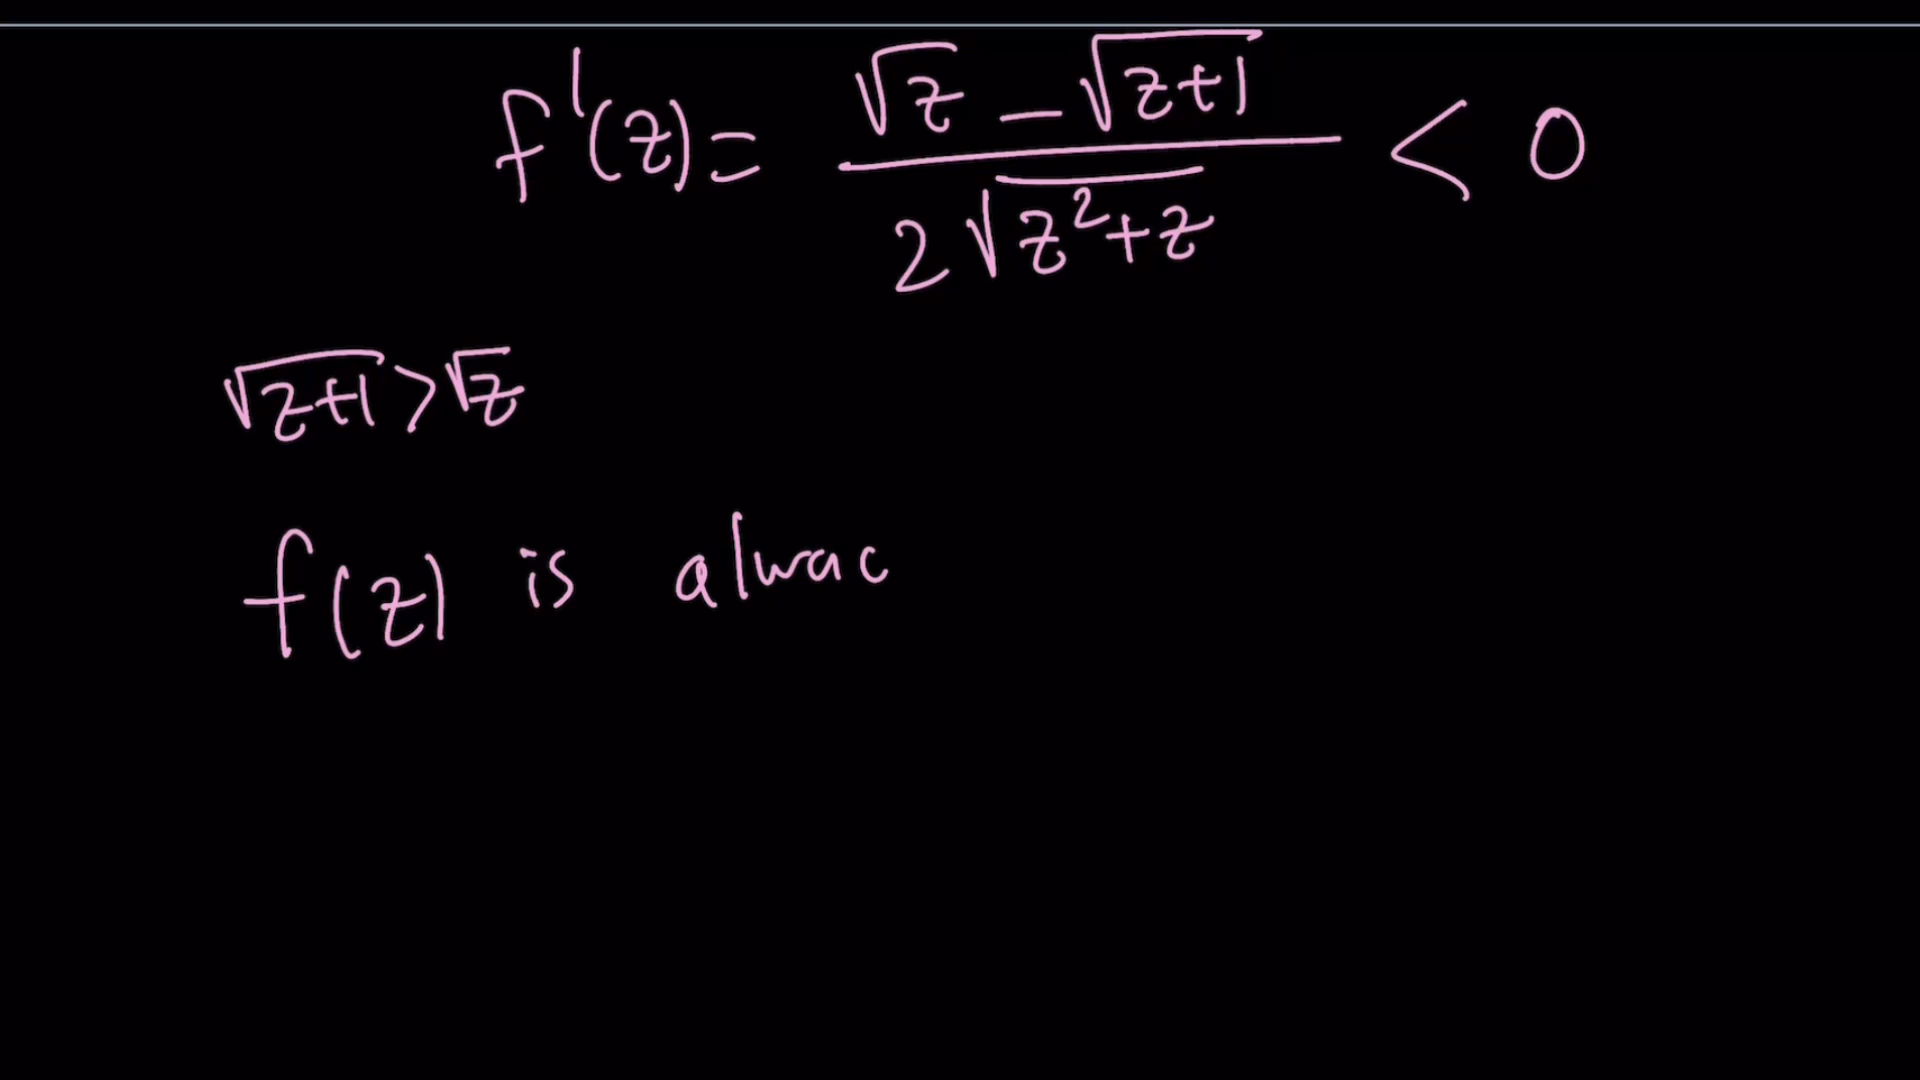 f'(z) = (√z − √(z+1)) / (2√(z²+z)) < 0
√(z+1) > √z
f(z) is alwac